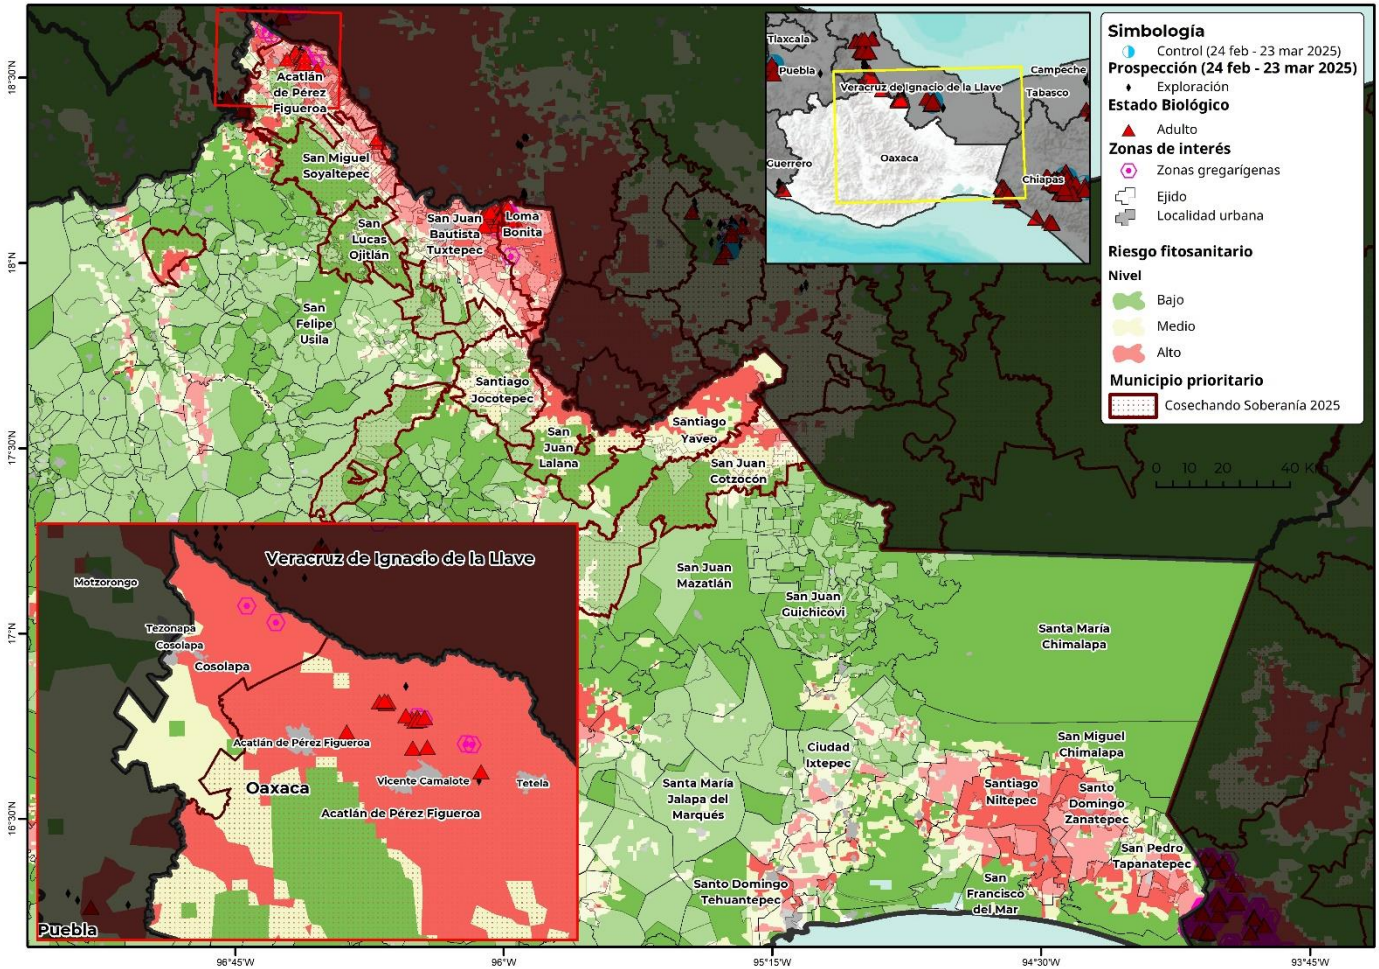 Simbología
Control (24 feb - 23 mar 2025)
Prospección (24 feb - 23 mar 2025)
Exploración
Estado Biológico
Adulto
Zonas de interés
Zonas gregarígenas
Ejido
Localidad urbana
Riesgo fitosanitario
Nivel
Bajo
Medio
Alto
Municipio prioritario
Cosechando Soberanía 2025
Tlaxcala
Puebla
Veracruz de Ignacio de la Llave
Campeche
Tabasco
Guerrero
Oaxaca
Chiapas
0 10 20 40 Km
18°30'N
18°N
17°30'N
17°N
16°30'N
Acatlán
de Pérez
Figueroa
San Miguel
Soyaltepec
San
Lucas
Ojitlán
San Juan
Bautista
Tuxtepec
Loma
Bonita
San
Felipe
Usila
Santiago
Jocotepec
San
Juan
Lalana
Santiago
Yaveo
San Juan
Cotzocón
San Juan
Mazatlán
San Juan
Guichicovi
Santa María
Chimalapa
San Miguel
Chimalapa
Ciudad
Ixtepec
Santa María
Jalapa del
Marqués
Santiago
Niltepec
Santo
Domingo
Zanatepec
San Pedro
Tapanatepec
Santo Domingo
Tehuantepec
San
Francisco
del Mar
Veracruz de Ignacio de la Llave
Motzorongo
Tezonapa
Cosolapa
Cosolapa
Acatlán de Pérez Figueroa
Vicente Camalote
Tetela
Oaxaca
Acatlán de Pérez Figueroa
Puebla
96°45'W
96°W
95°15'W
94°30'W
93°45'W